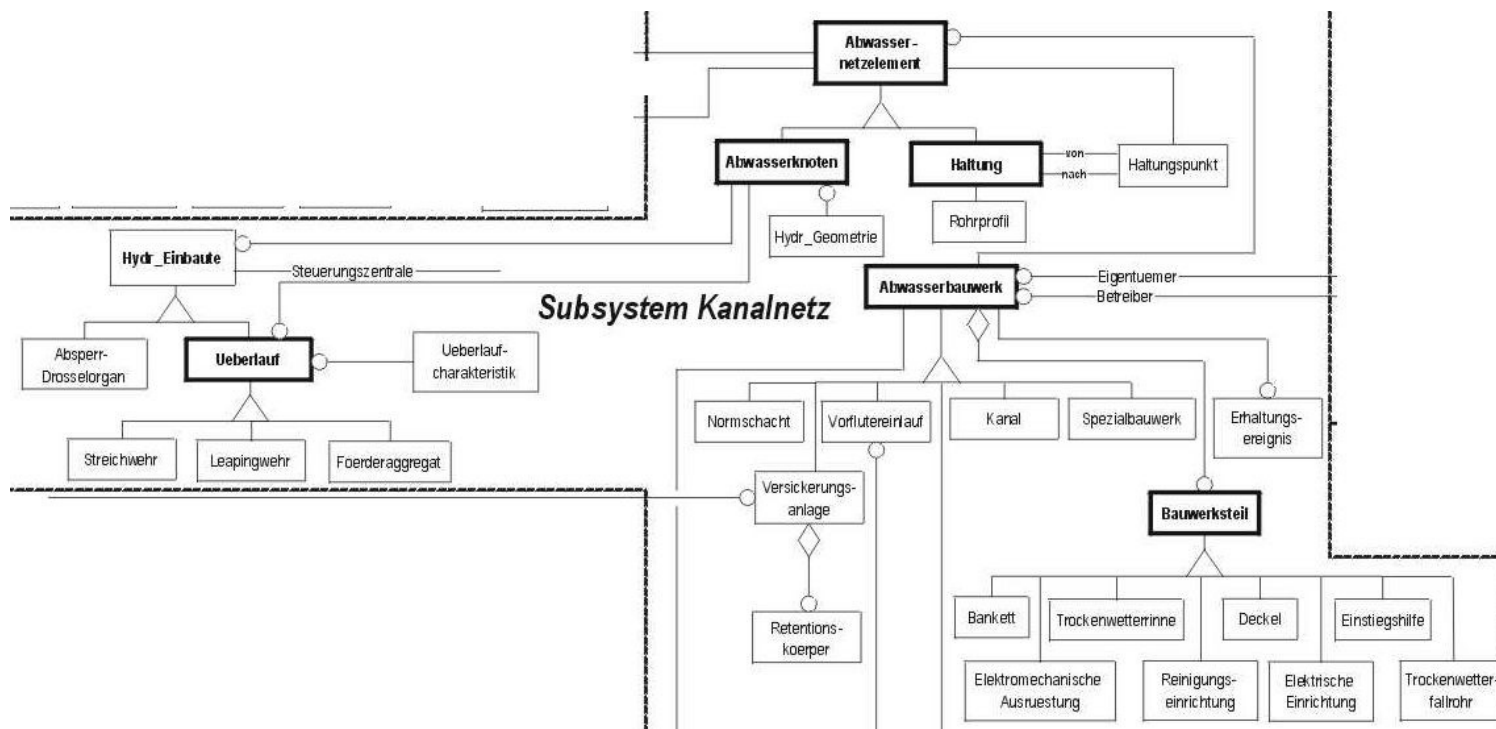 Abwasser-
netzelement
Abwasserknoten
Haltung
von
nach
Haltungspunkt
Hydr_Geometrie
Rohrprofil
Hydr_Einbaute
Steuerungszentrale
Abwasserbauwerk
Eigentuemer
Betreiber
Subsystem Kanalnetz
Absperr-
Drosselorgan
Ueberlauf
Ueberlauf-
charakteristik
Normschacht
Vorflutereinlauf
Kanal
Spezialbauwerk
Erhaltungs-
ereignis
Streichwehr
Leapingwehr
Foerderaggregat
Versickerungs-
anlage
Bauwerksteil
Retentions-
koerper
Bankett
Trockenwetterrinne
Deckel
Einstiegshilfe
Elektromechanische
Ausruestung
Reinigungs-
einrichtung
Elektrische
Einrichtung
Trockenwetter-
fallrohr